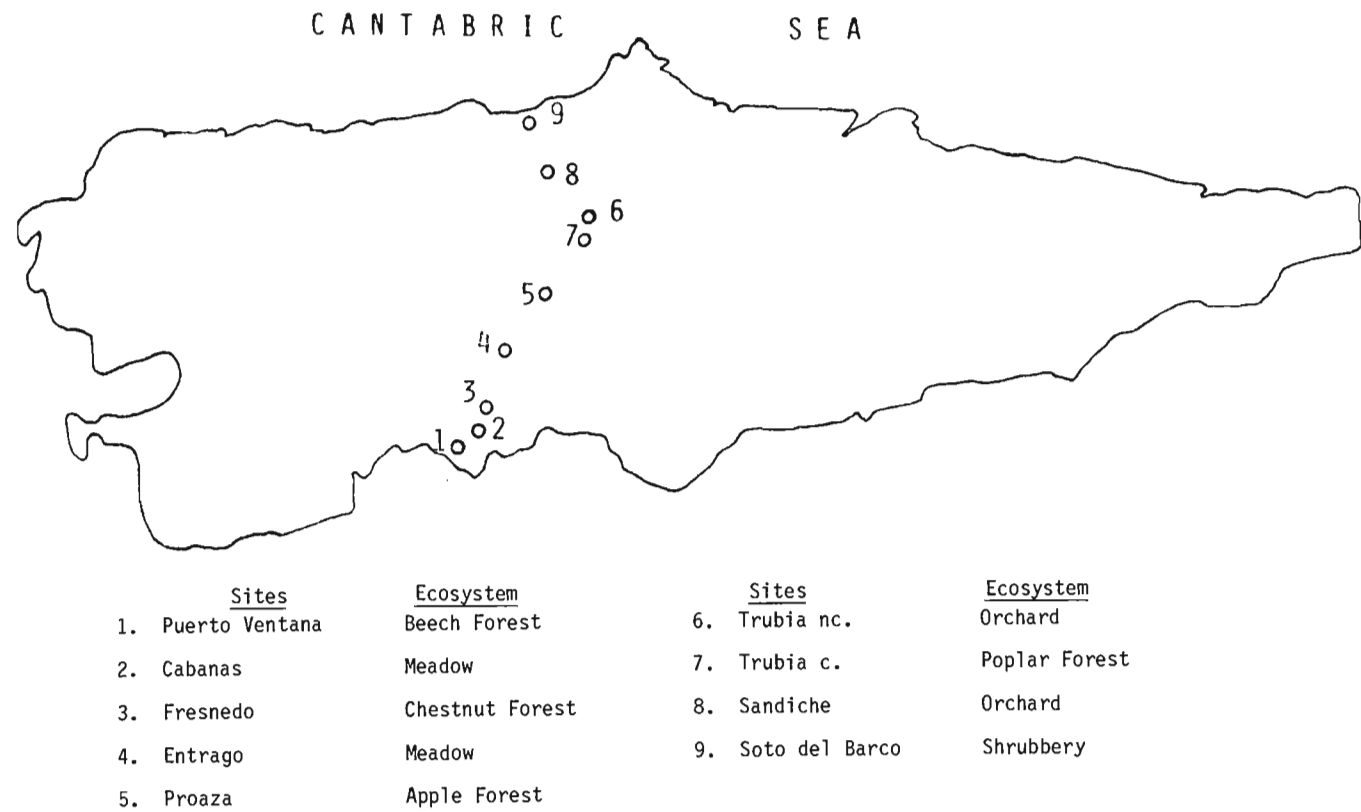 CANTABRIC SEA
9
8
6
7
5
4
3
2
1
Sites Ecosystem Sites Ecosystem
1. Puerto Ventana Beech Forest 6. Trubia nc. Orchard
2. Cabanas Meadow 7. Trubia c. Poplar Forest
3. Fresnedo Chestnut Forest 8. Sandiche Orchard
4. Entrago Meadow 9. Soto del Barco Shrubbery
5. Proaza Apple Forest